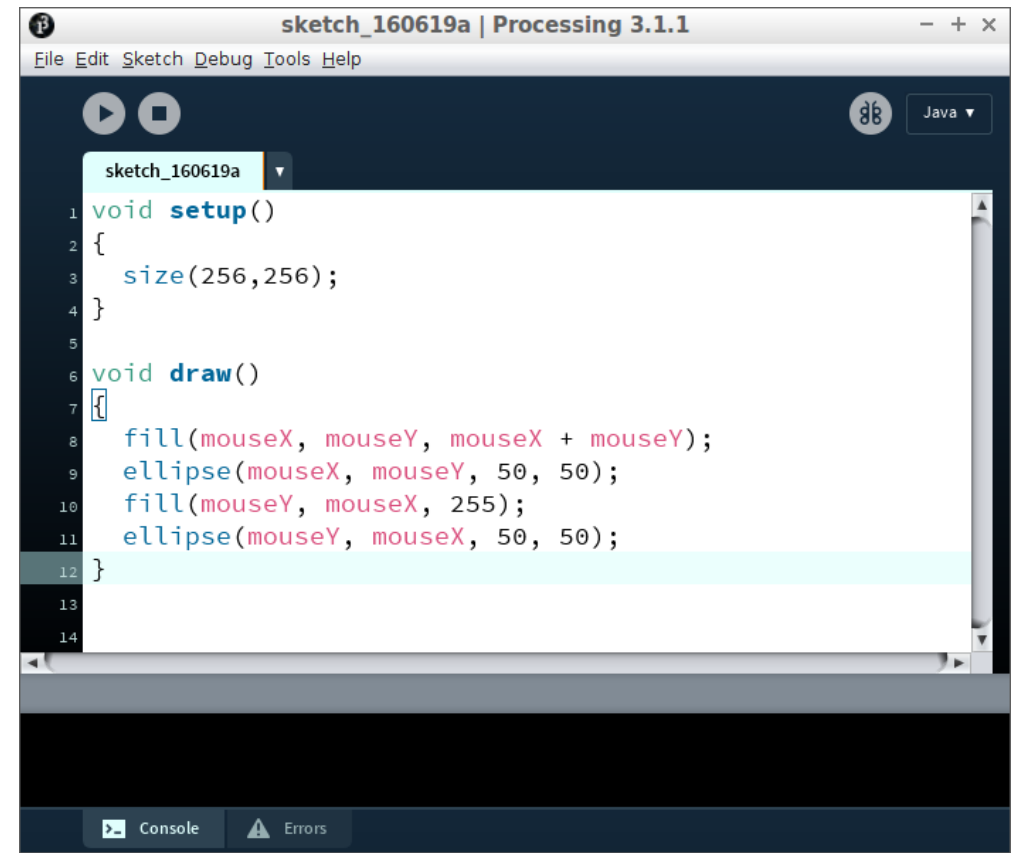 sketch_160619a | Processing 3.1.1
File Edit Sketch Debug Tools Help
Java ▼
sketch_160619a ▼
1 void setup()
2 {
3   size(256,256);
4 }
5
6 void draw()
7 {
8   fill(mouseX, mouseY, mouseX + mouseY);
9   ellipse(mouseX, mouseY, 50, 50);
10   fill(mouseY, mouseX, 255);
11   ellipse(mouseY, mouseX, 50, 50);
12 }
13
14
Console Errors